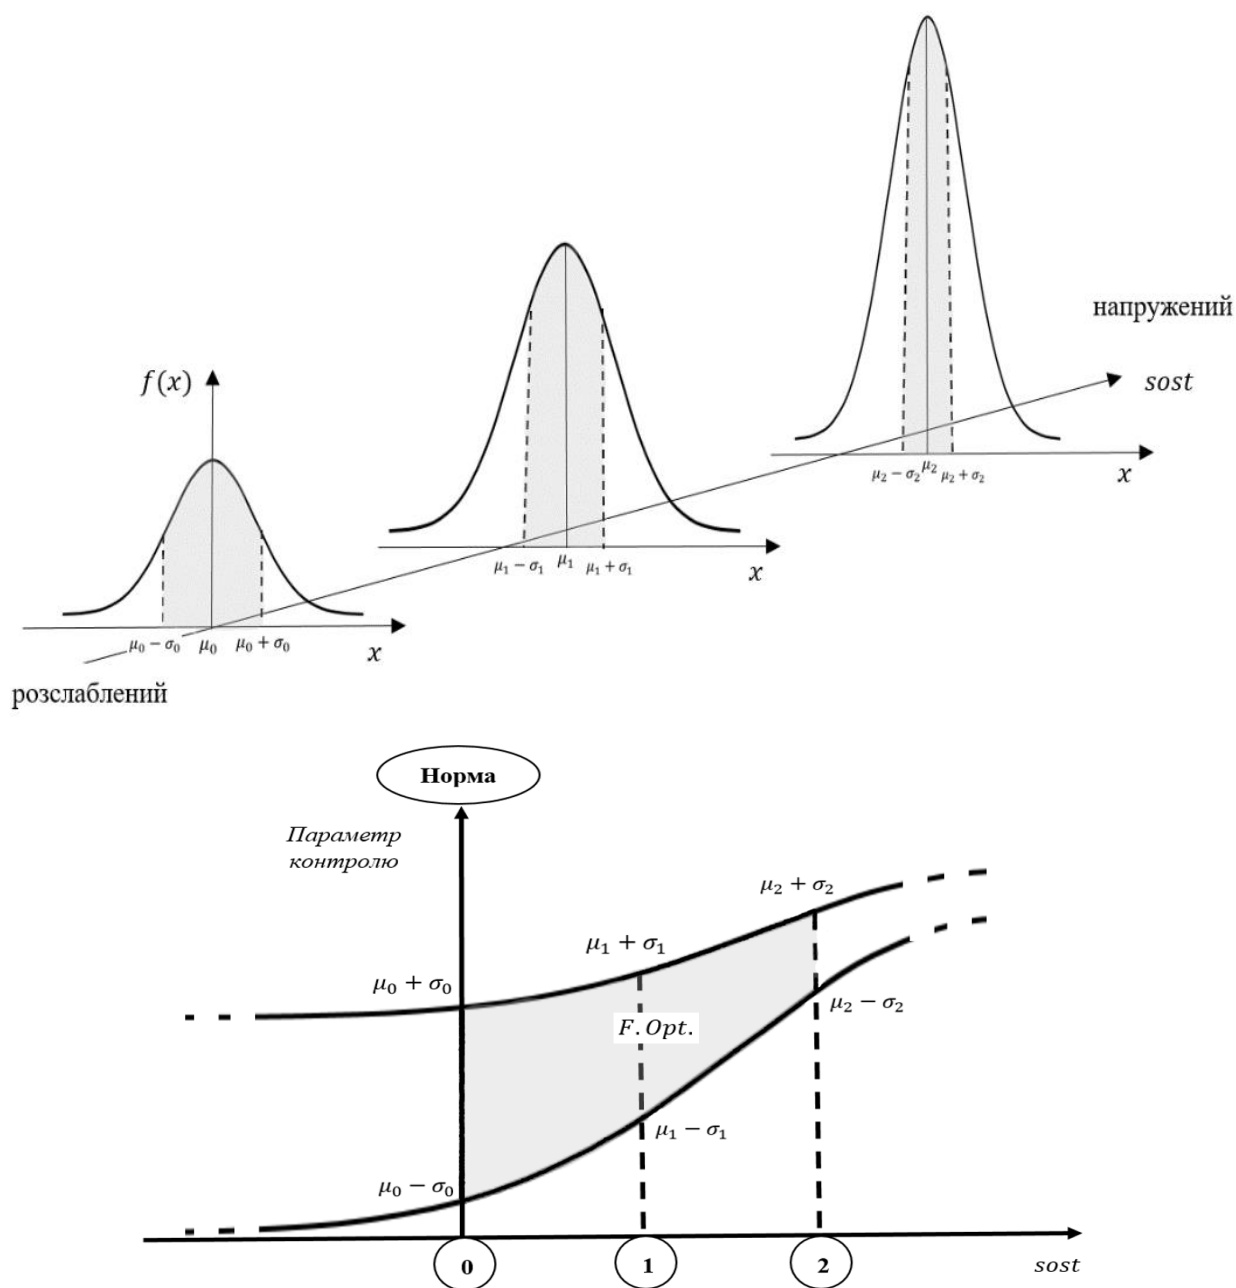 напружений
sost
f(x)
μ₂ − σ₂ μ₂ μ₂ + σ₂
x
μ₁ − σ₁ μ₁ μ₁ + σ₁
x
μ₀ − σ₀ μ₀ μ₀ + σ₀
x
розслаблений
Норма
Параметр
контролю
μ₂ + σ₂
μ₁ + σ₁
μ₀ + σ₀
μ₂ − σ₂
F. Opt.
μ₁ − σ₁
μ₀ − σ₀
0 1 2 sost